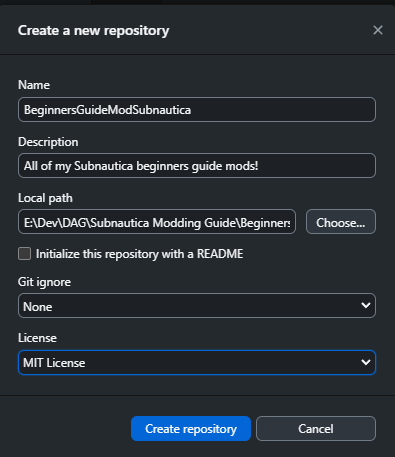 Create a new repository
Name
BeginnersGuideModSubnautica
Description
All of my Subnautica beginners guide mods!
Local path
E:\Dev\DAG\Subnautica Modding Guide\Beginners
Choose...
Initialize this repository with a README
Git ignore
None
License
MIT License
Create repository
Cancel